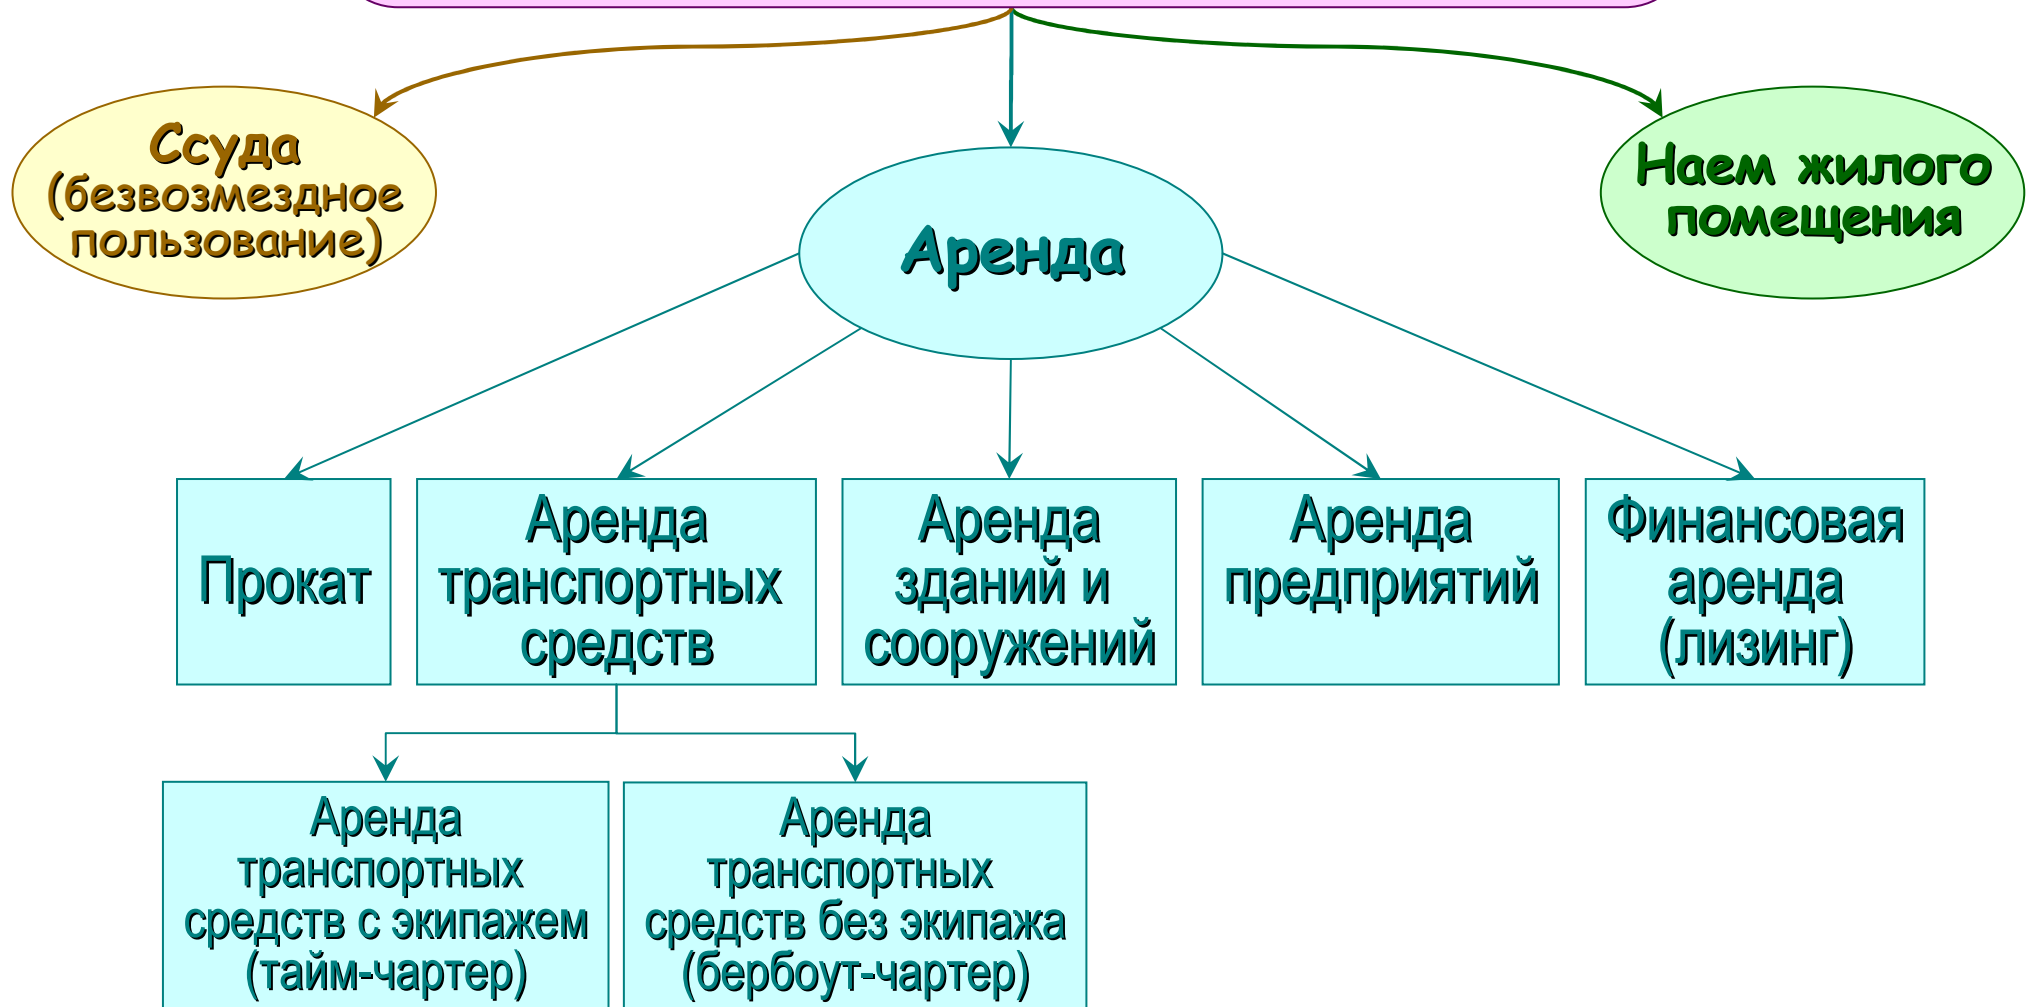 Ссуда
(безвозмездное
пользование)
Аренда
Наем жилого
помещения
Прокат
Аренда
транспортных
средств
Аренда
зданий и
сооружений
Аренда
предприятий
Финансовая
аренда
(лизинг)
Аренда
транспортных
средств с экипажем
(тайм-чартер)
Аренда
транспортных
средств без экипажа
(бербоут-чартер)